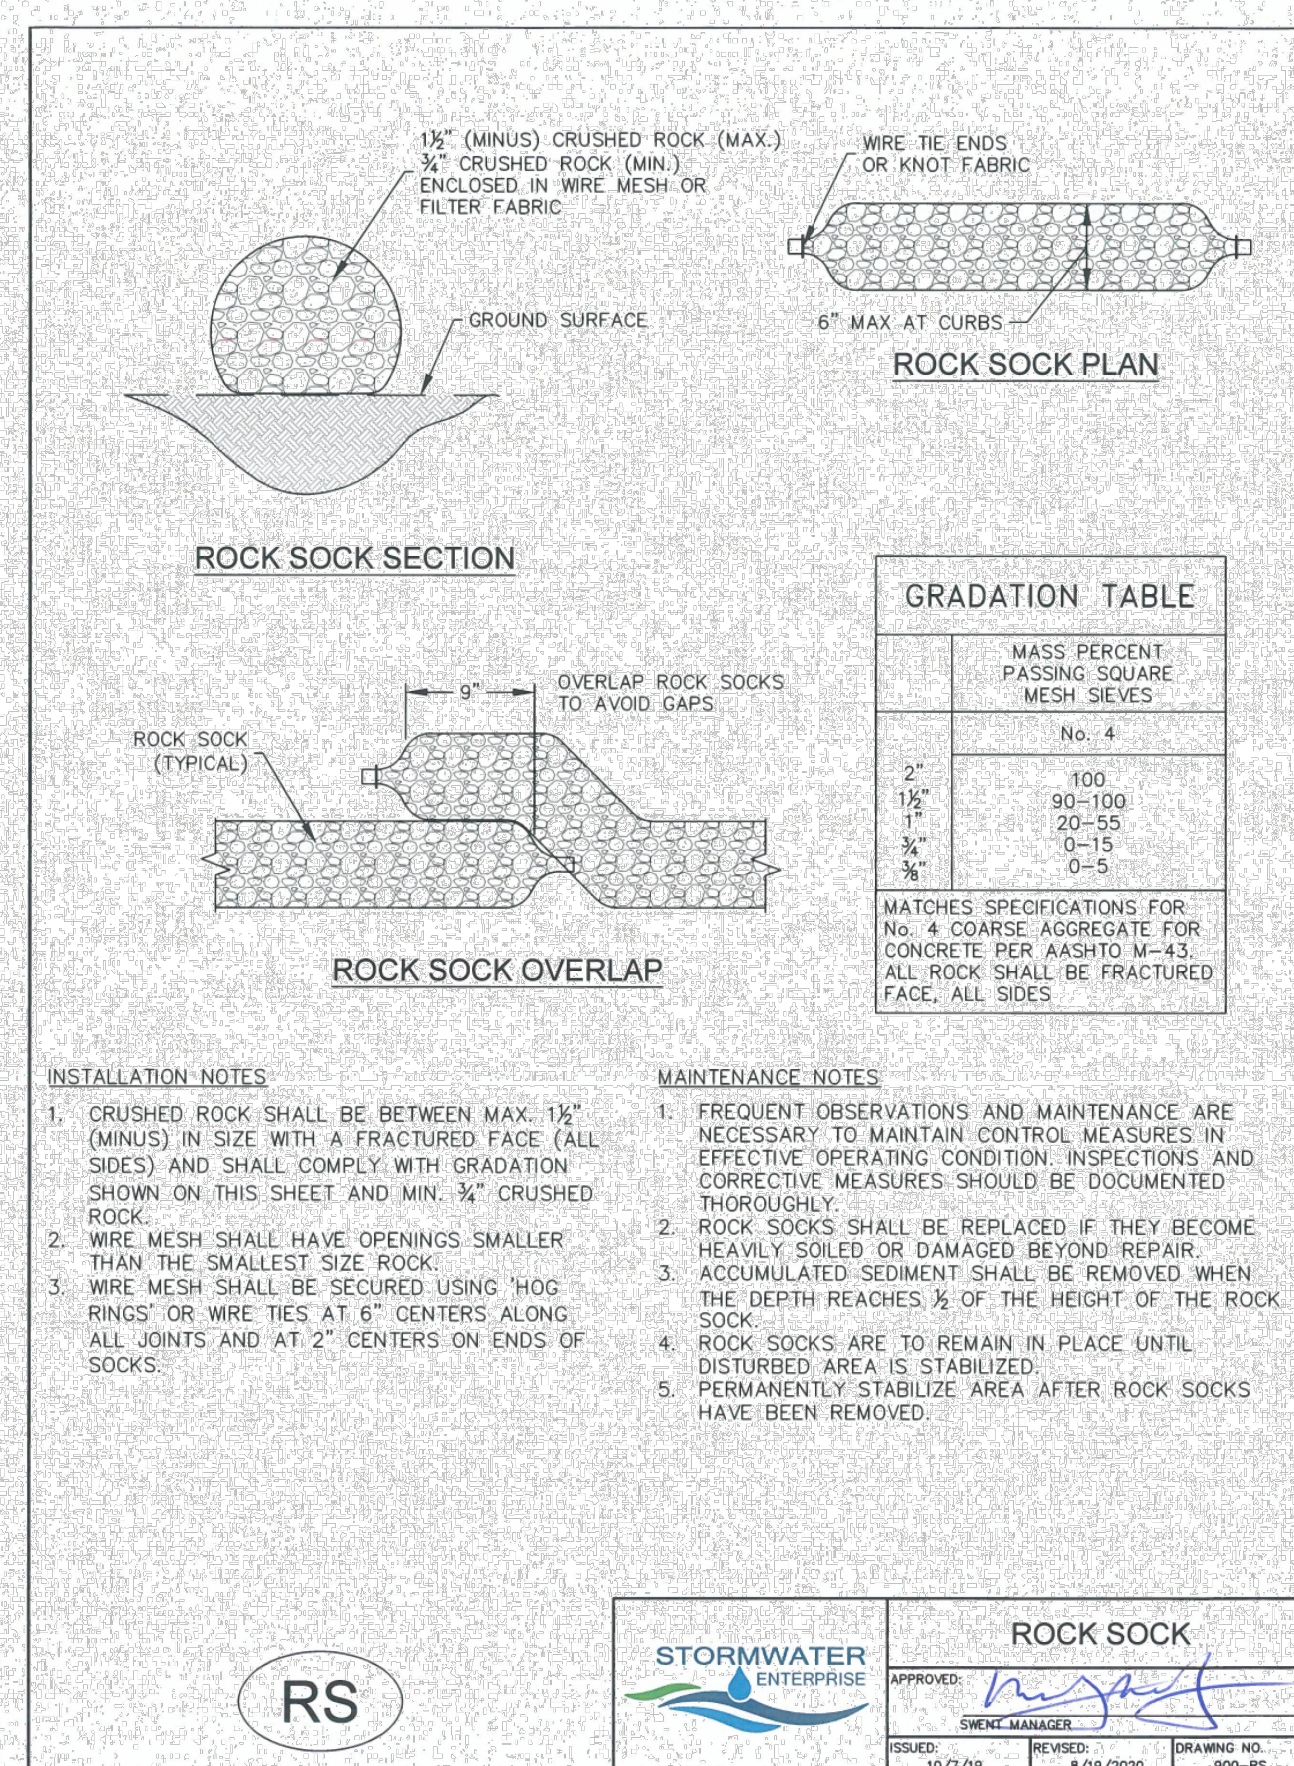 1½" (MINUS) CRUSHED ROCK (MAX.)
¾" CRUSHED ROCK (MIN.)
ENCLOSED IN WIRE MESH OR
FILTER FABRIC
GROUND SURFACE
ROCK SOCK SECTION
WIRE TIE ENDS
OR KNOT FABRIC
6" MAX AT CURBS
ROCK SOCK PLAN
9"
OVERLAP ROCK SOCKS
TO AVOID GAPS
ROCK SOCK
(TYPICAL)
ROCK SOCK OVERLAP
GRADATION TABLE
MASS PERCENT
PASSING SQUARE
MESH SIEVES
No. 4
2" 100
1½" 90-100
1" 20-55
¾" 0-15
⅜" 0-5
MATCHES SPECIFICATIONS FOR
No. 4 COARSE AGGREGATE FOR
CONCRETE PER AASHTO M-43.
ALL ROCK SHALL BE FRACTURED
FACE, ALL SIDES
INSTALLATION NOTES
1. CRUSHED ROCK SHALL BE BETWEEN MAX. 1½"
(MINUS) IN SIZE WITH A FRACTURED FACE (ALL
SIDES) AND SHALL COMPLY WITH GRADATION
SHOWN ON THIS SHEET AND MIN. ¾" CRUSHED
ROCK.
2. WIRE MESH SHALL HAVE OPENINGS SMALLER
THAN THE SMALLEST SIZE ROCK.
3. WIRE MESH SHALL BE SECURED USING 'HOG
RINGS' OR WIRE TIES AT 6" CENTERS ALONG
ALL JOINTS AND AT 2" CENTERS ON ENDS OF
SOCKS.
MAINTENANCE NOTES
1. FREQUENT OBSERVATIONS AND MAINTENANCE ARE
NECESSARY TO MAINTAIN CONTROL MEASURES IN
EFFECTIVE OPERATING CONDITION. INSPECTIONS AND
CORRECTIVE MEASURES SHOULD BE DOCUMENTED
THOROUGHLY.
2. ROCK SOCKS SHALL BE REPLACED IF THEY BECOME
HEAVILY SOILED OR DAMAGED BEYOND REPAIR.
3. ACCUMULATED SEDIMENT SHALL BE REMOVED WHEN
THE DEPTH REACHES ½ OF THE HEIGHT OF THE ROCK
SOCK.
4. ROCK SOCKS ARE TO REMAIN IN PLACE UNTIL
DISTURBED AREA IS STABILIZED.
5. PERMANENTLY STABILIZE AREA AFTER ROCK SOCKS
HAVE BEEN REMOVED.
RS
STORMWATER
ENTERPRISE
ROCK SOCK
APPROVED:
SWENT MANAGER
ISSUED:
10/7/19
REVISED:
8/19/2020
DRAWING NO.
900-RS